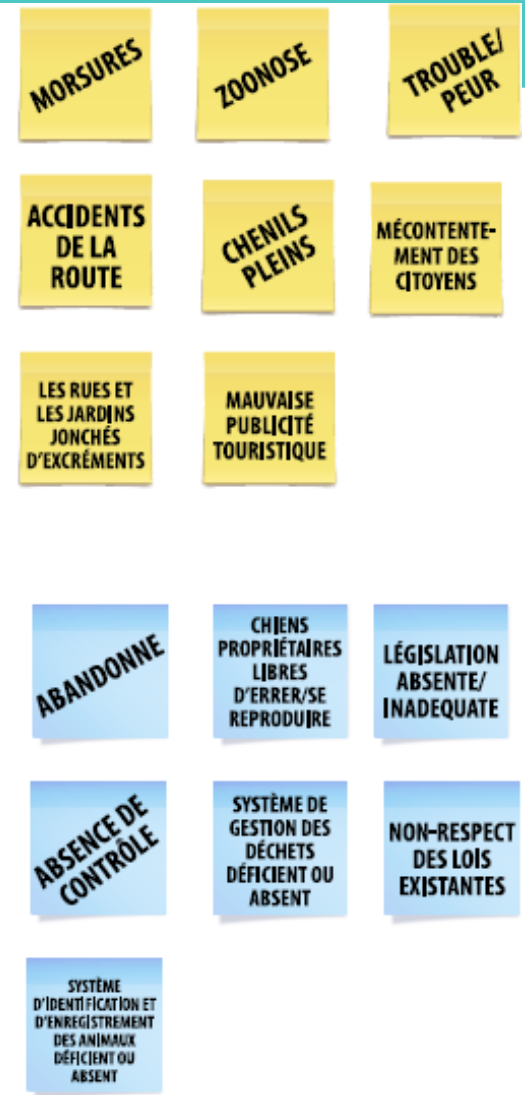 MORSURES
ZOONOSE
TROUBLE/
PEUR
ACCIDENTS
DE LA
ROUTE
CHENILS
PLEINS
MÉCONTENTE-
MENT DES
CITOYENS
LES RUES ET
LES JARDINS
JONCHÉS
D'EXCRÉMENTS
MAUVAISE
PUBLICITÉ
TOURISTIQUE
ABANDONNE
CHIENS
PROPRIÉTAIRES
LIBRES
D'ERRER/SE
REPRODUIRE
LÉGISLATION
ABSENTE/
INADEQUATE
ABSENCE DE
CONTRÔLE
SYSTÈME DE
GESTION DES
DÉCHETS
DÉFICIENT OU
ABSENT
NON-RESPECT
DES LOIS
EXISTANTES
SYSTÈME
D'IDENTIFICATION ET
D'ENREGISTREMENT
DES ANIMAUX
DÉFICIENT OU
ABSENT